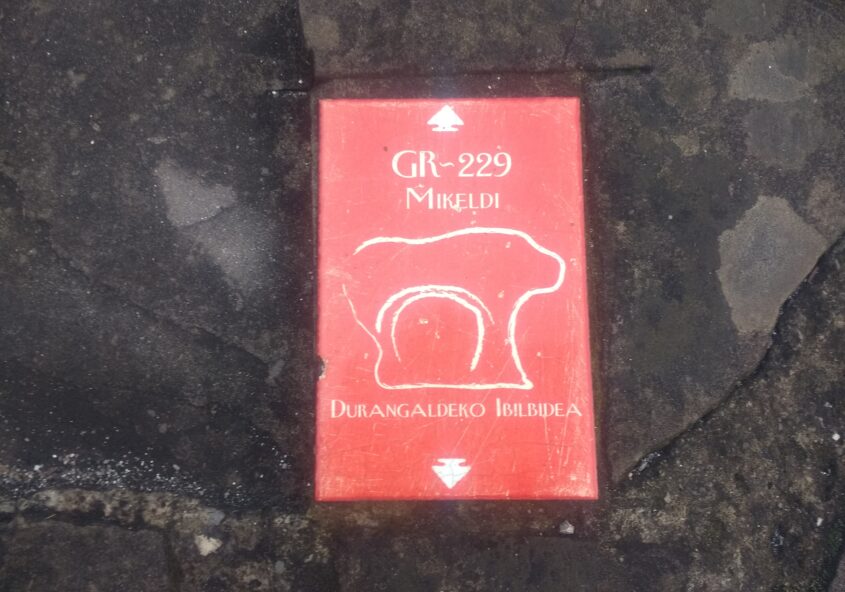 GR~229
MIKELDI
DURANGALDEKO IBILBIDEA